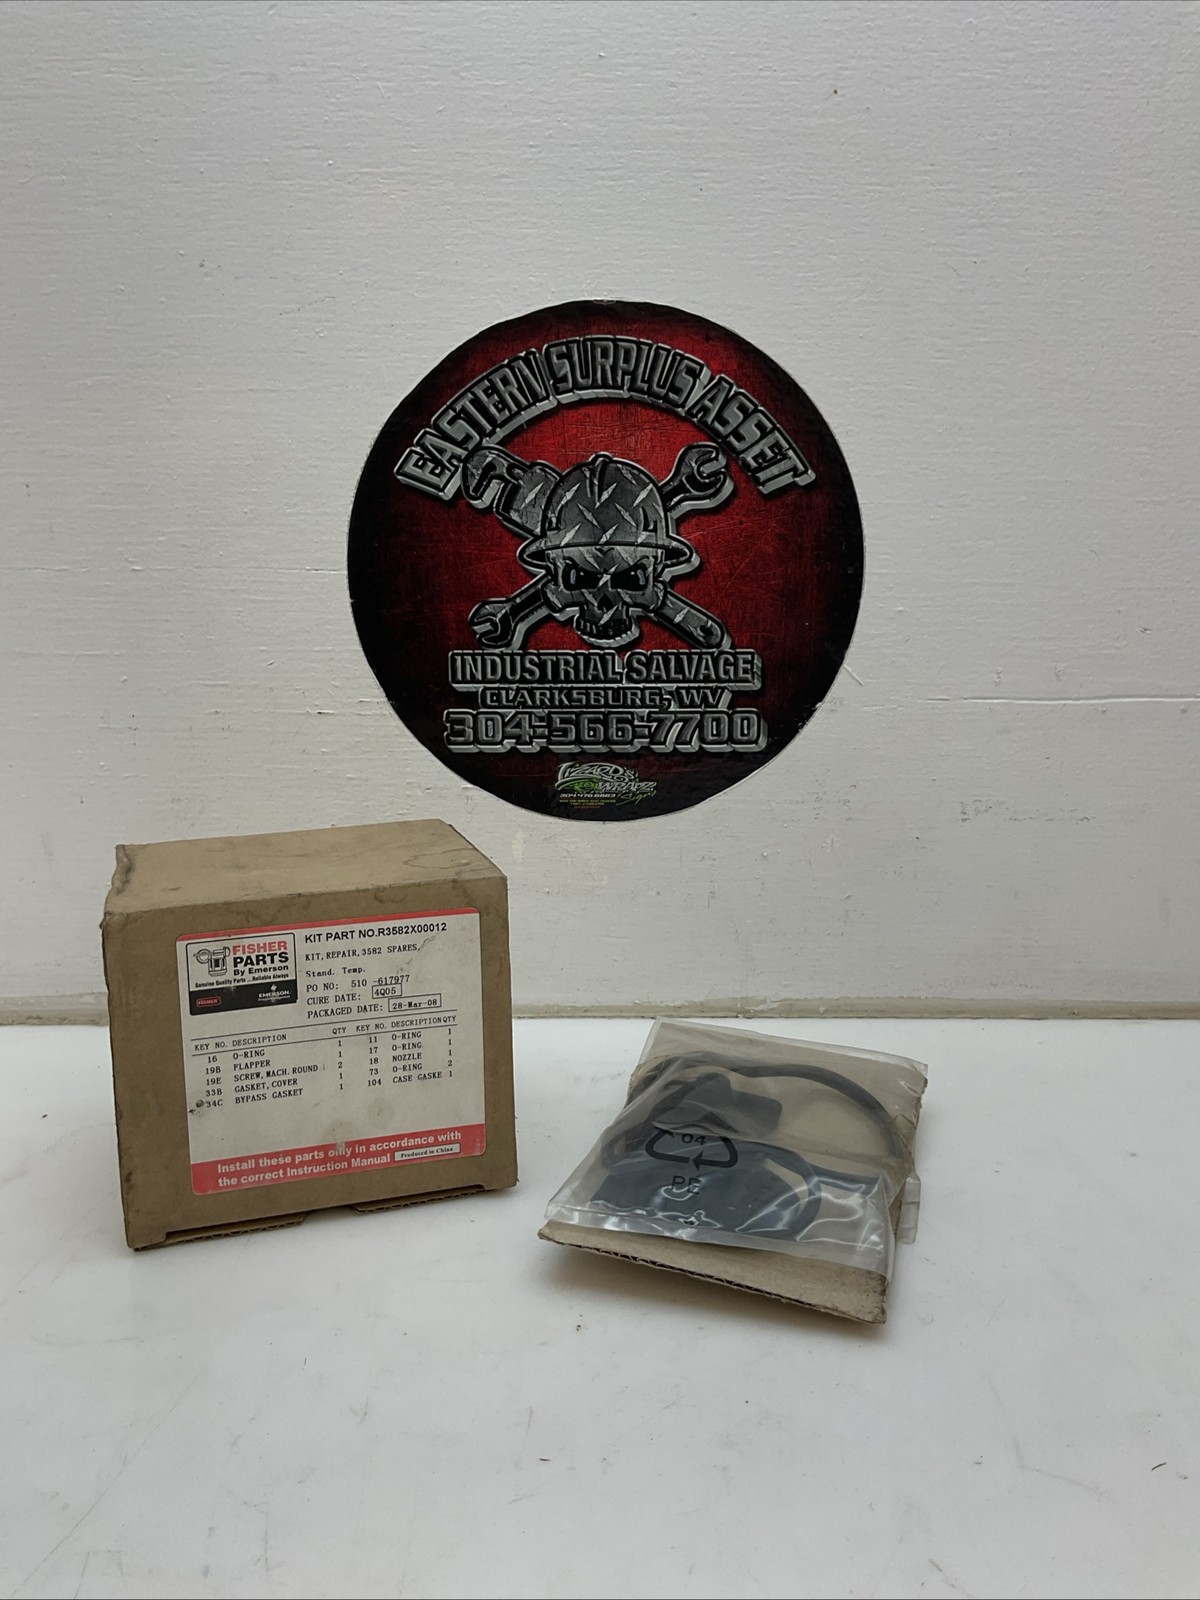 EASTERN SURPLUS ASSET
INDUSTRIAL SALVAGE
CLARKSBURG, WV
304-566-7700
LIZARD'S
WRAPZ
Signs
FISHER
PARTS
By Emerson
Genuine Quality Parts ...Reliable Always
FISHER
EMERSON
KIT PART NO.R3582X00012
KIT, REPAIR, 3582 SPARES,
Stand. Temp.
PO NO: 510 -617977
CURE DATE: 4Q05
PACKAGED DATE: 28-Mar-08
KEY NO. DESCRIPTION QTY KEY NO. DESCRIPTION QTY
16 O-RING 1 11 O-RING 1
19B FLAPPER 1 17 O-RING 1
19E SCREW, MACH. ROUND 2 18 NOZZLE 1
33B GASKET, COVER 1 73 O-RING 2
34C BYPASS GASKET 1 104 CASE GASKE 1
Install these parts only in accordance with
the correct Instruction Manual Produced in China
04
PE